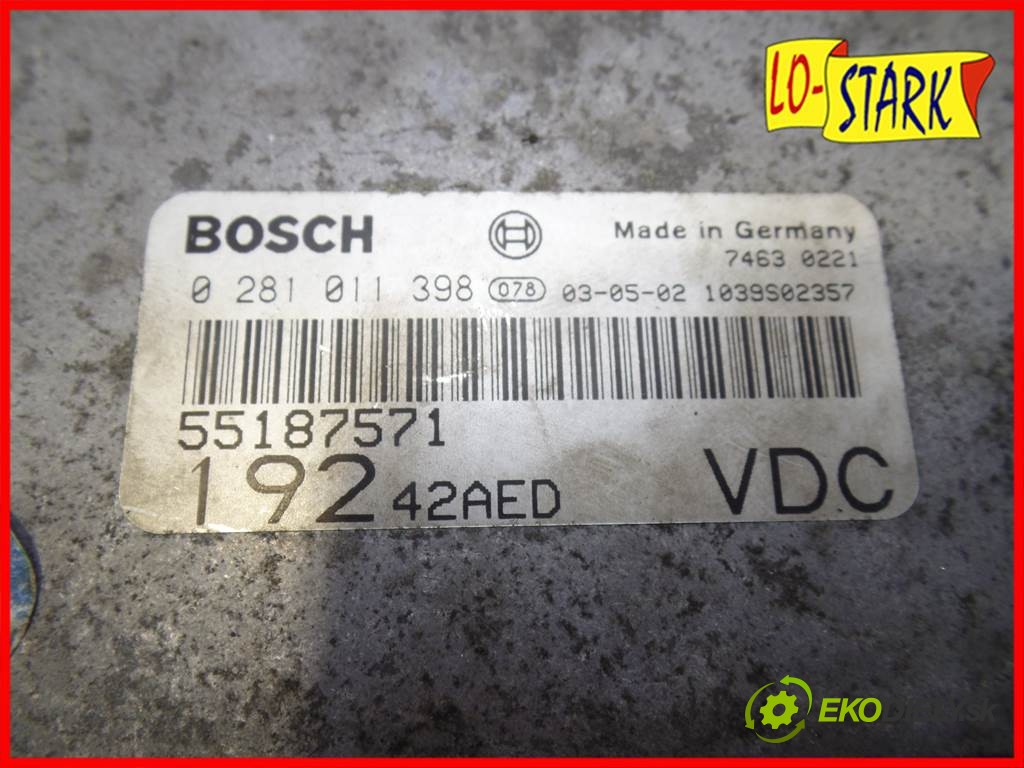 LO-STARK
BOSCH
Made in Germany
7463 0221
0 281 011 398 078 03-05-02 1039S02357
55187571
192 42AED VDC
EKO